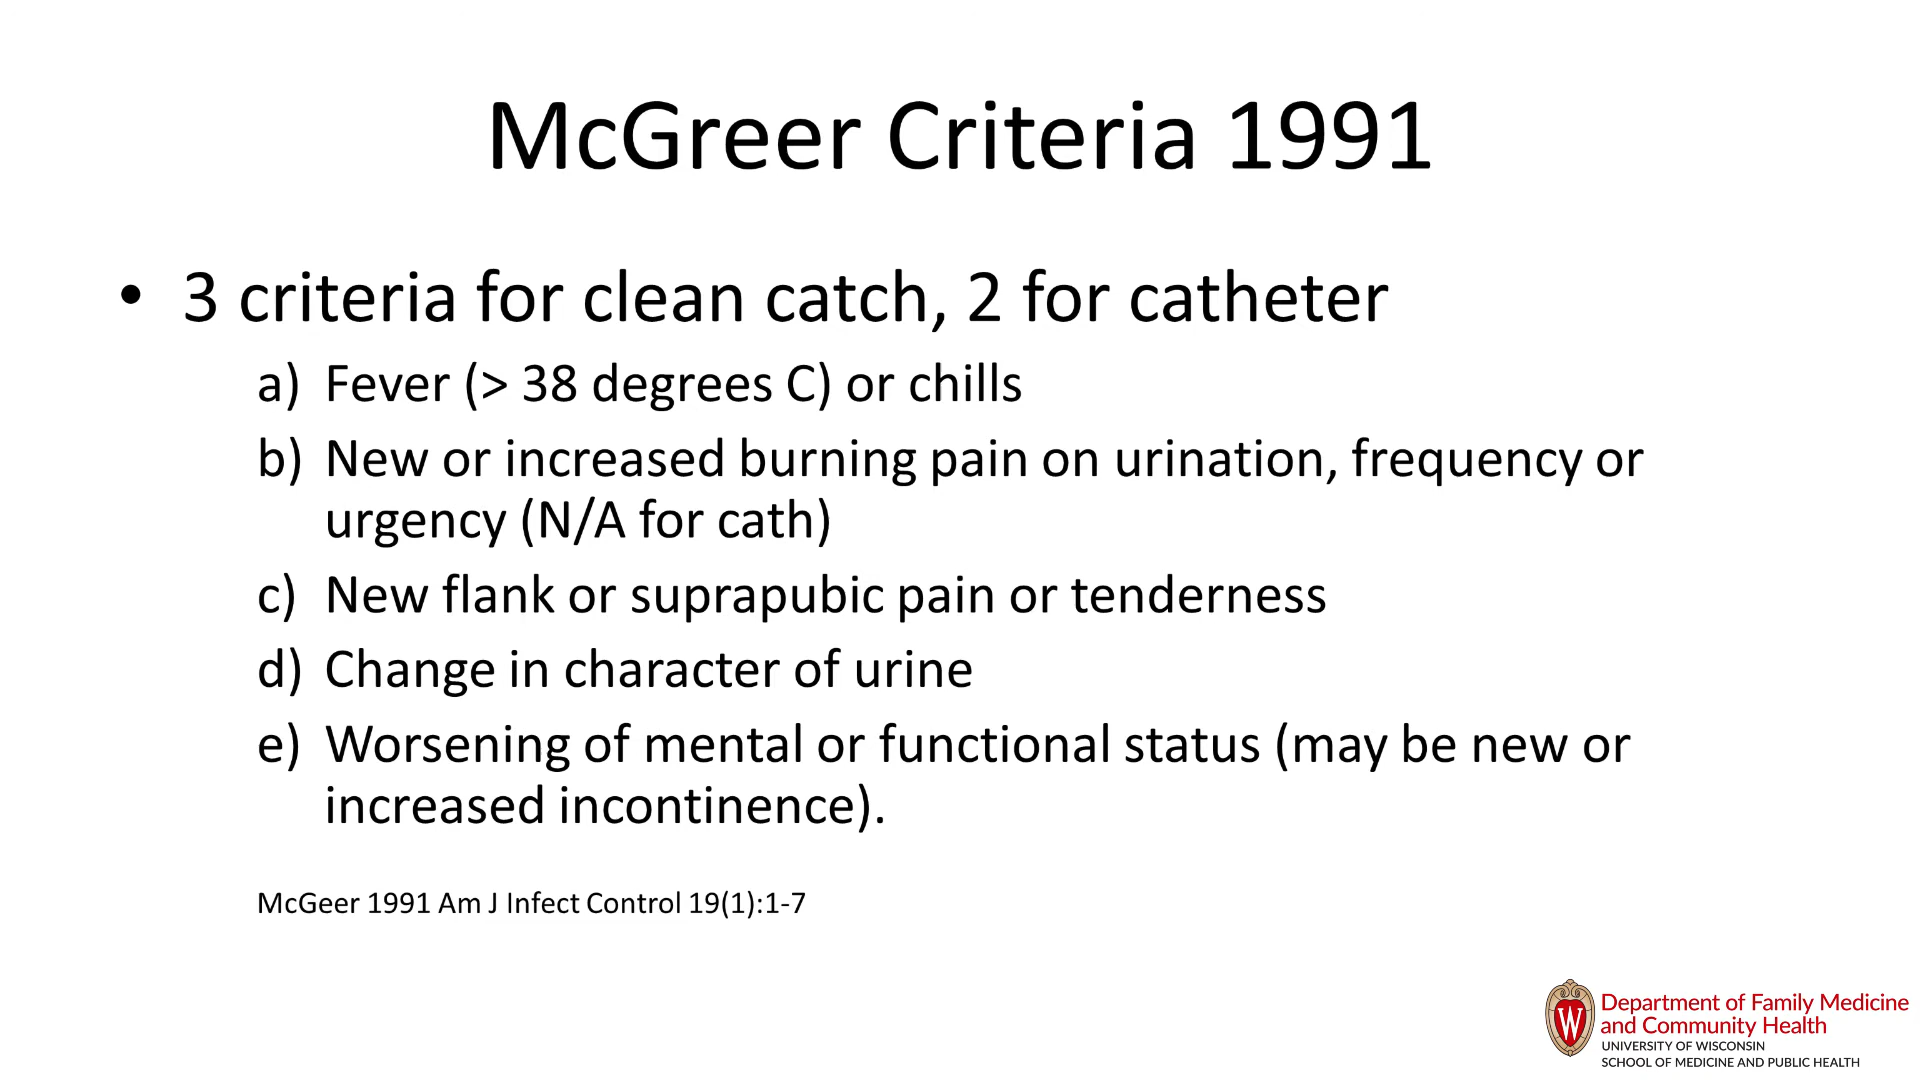 McGreer Criteria 1991
• 3 criteria for clean catch, 2 for catheter
a) Fever (> 38 degrees C) or chills
b) New or increased burning pain on urination, frequency or
urgency (N/A for cath)
c) New flank or suprapubic pain or tenderness
d) Change in character of urine
e) Worsening of mental or functional status (may be new or
increased incontinence).
McGeer 1991 Am J Infect Control 19(1):1-7
W
Department of Family Medicine
and Community Health
UNIVERSITY OF WISCONSIN
SCHOOL OF MEDICINE AND PUBLIC HEALTH